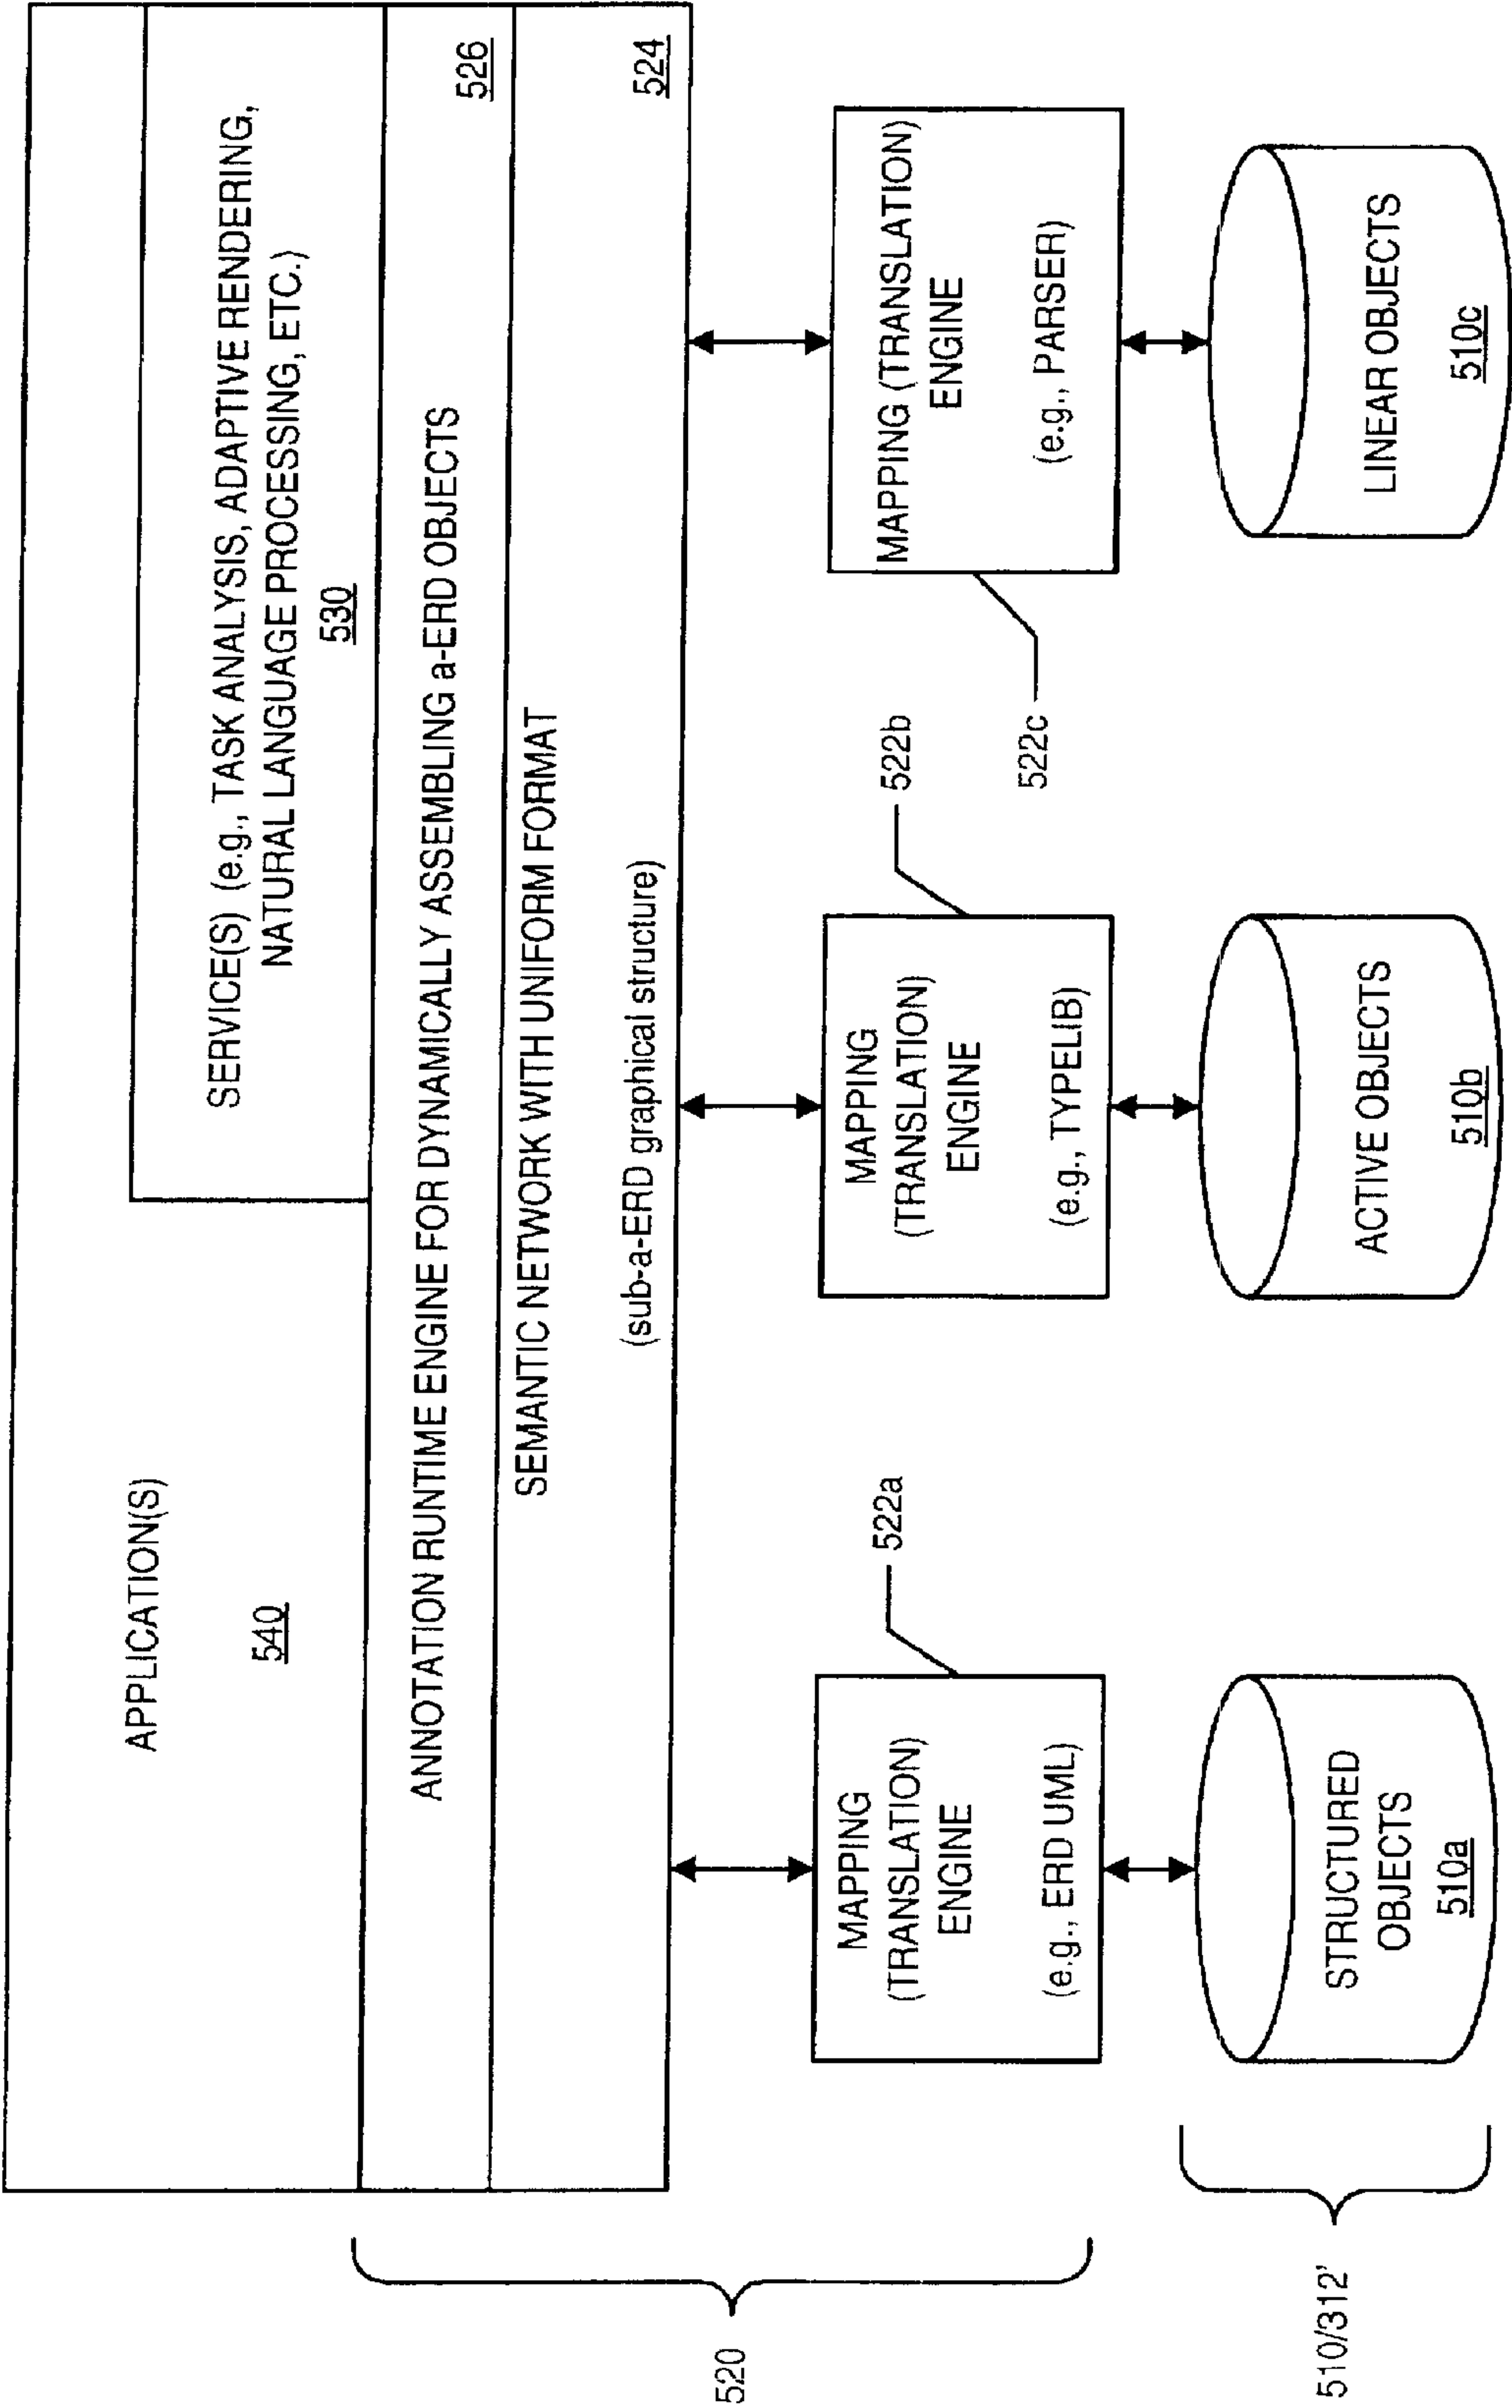 APPLICATION(S)
540
SERVICE(S) (e.g., TASK ANALYSIS, ADAPTIVE RENDERING,
NATURAL LANGUAGE PROCESSING, ETC.)
530
ANNOTATION RUNTIME ENGINE FOR DYNAMICALLY ASSEMBLING a-ERD OBJECTS
526
SEMANTIC NETWORK WITH UNIFORM FORMAT
(sub-a-ERD graphical structure)
524
520
MAPPING
(TRANSLATION)
ENGINE
(e.g., ERD UML)
522a
MAPPING
(TRANSLATION)
ENGINE
(e.g., TYPELIB)
522b
MAPPING (TRANSLATION)
ENGINE
(e.g., PARSER)
522c
510/312'
STRUCTURED
OBJECTS
510a
ACTIVE OBJECTS
510b
LINEAR OBJECTS
510c